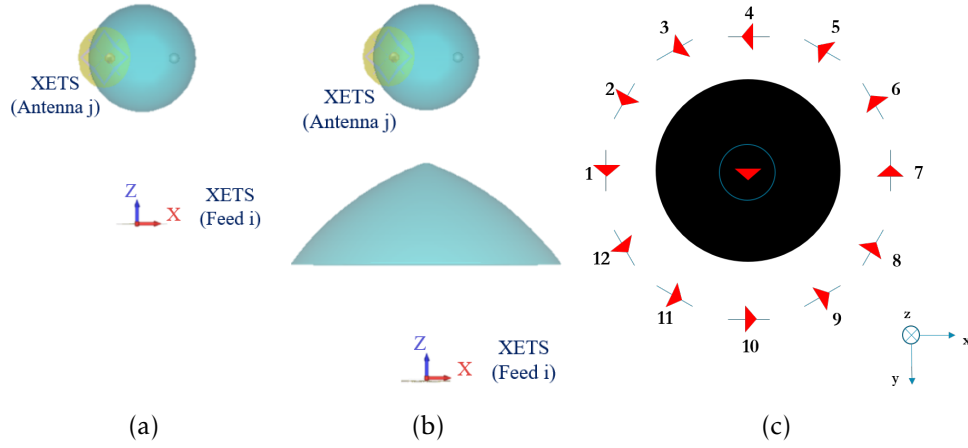 XETS
(Antenna j)
Z
X
XETS
(Feed i)
(a)
XETS
(Antenna j)
Z
X
XETS
(Feed i)
(b)
1
2
3
4
5
6
7
8
9
10
11
12
z
x
y
(c)